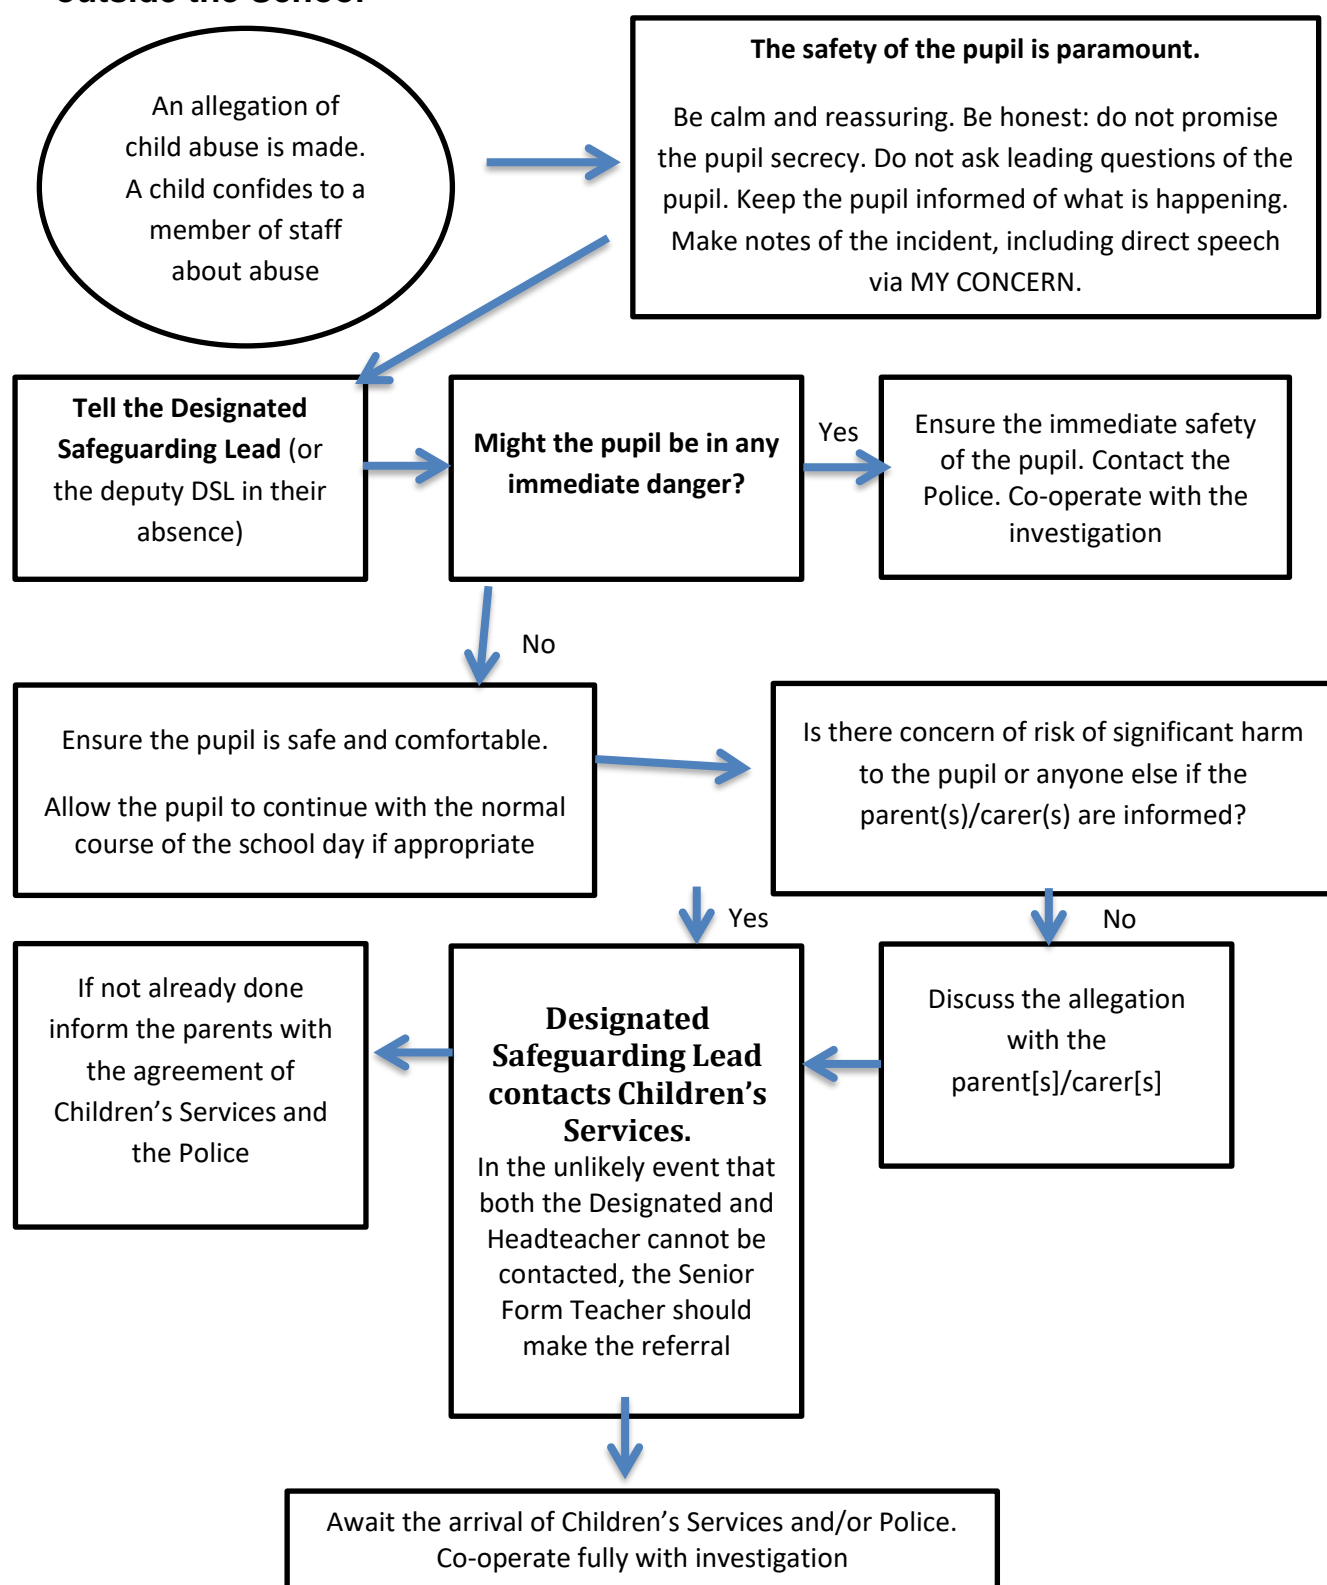 outside the School
An allegation of
child abuse is made.
A child confides to a
member of staff
about abuse
The safety of the pupil is paramount.
Be calm and reassuring. Be honest: do not promise
the pupil secrecy. Do not ask leading questions of the
pupil. Keep the pupil informed of what is happening.
Make notes of the incident, including direct speech
via MY CONCERN.
Tell the Designated
Safeguarding Lead (or
the deputy DSL in their
absence)
Might the pupil be in any
immediate danger?
Yes
Ensure the immediate safety
of the pupil. Contact the
Police. Co-operate with the
investigation
No
Ensure the pupil is safe and comfortable.
Allow the pupil to continue with the normal
course of the school day if appropriate
Is there concern of risk of significant harm
to the pupil or anyone else if the
parent(s)/carer(s) are informed?
Yes
No
If not already done
inform the parents with
the agreement of
Children’s Services and
the Police
Designated
Safeguarding Lead
contacts Children’s
Services.
In the unlikely event that
both the Designated and
Headteacher cannot be
contacted, the Senior
Form Teacher should
make the referral
Discuss the allegation
with the
parent[s]/carer[s]
Await the arrival of Children’s Services and/or Police.
Co-operate fully with investigation